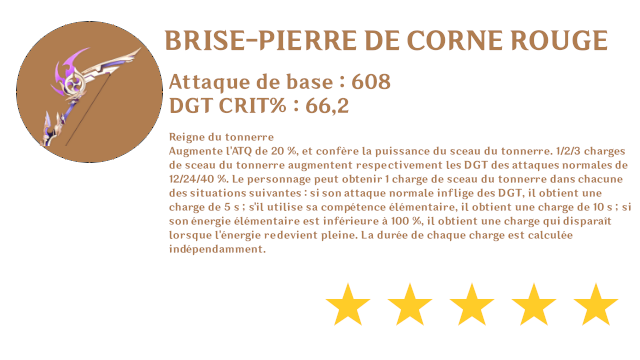 BRISE-PIERRE DE CORNE ROUGE
Attaque de base : 608
DGT CRIT% : 66,2
Reigne du tonnerre
Augmente l'ATQ de 20 %, et confère la puissance du sceau du tonnerre. 1/2/3 charges
de sceau du tonnerre augmentent respectivement les DGT des attaques normales de
12/24/40 %. Le personnage peut obtenir 1 charge de sceau du tonnerre dans chacune
des situations suivantes : si son attaque normale inflige des DGT, il obtient une
charge de 5 s ; s'il utilise sa compétence élémentaire, il obtient une charge de 10 s ; si
son énergie élémentaire est inférieure à 100 %, il obtient une charge qui disparaît
lorsque l'énergie redevient pleine. La durée de chaque charge est calculée
indépendamment.